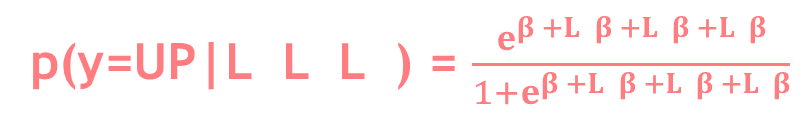 p(y=UP|L L L ) = e^β +L β +L β +L β / 1+e^β +L β +L β +L β